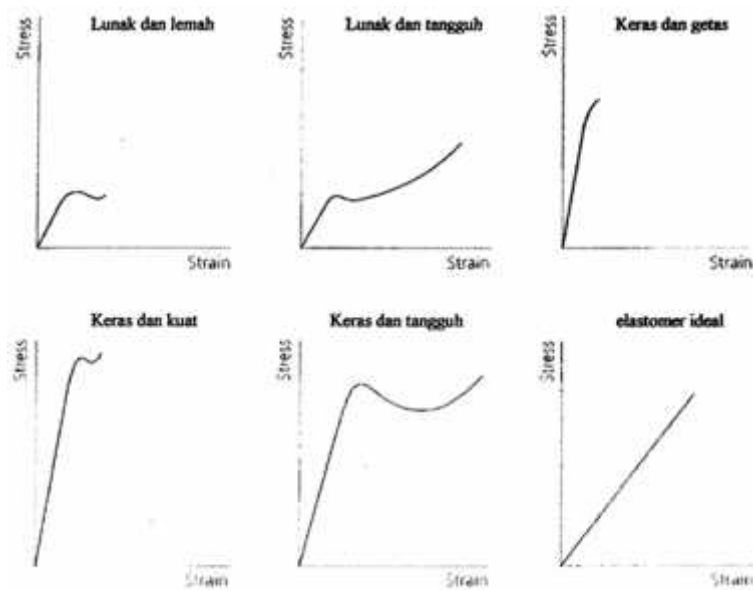 Lunak dan lemah
Stress
Strain
Lunak dan tangguh
Stress
Strain
Keras dan getas
Stress
Strain
Keras dan kuat
Stress
Strain
Keras dan tangguh
Stress
Strain
elastomer ideal
Stress
Strain